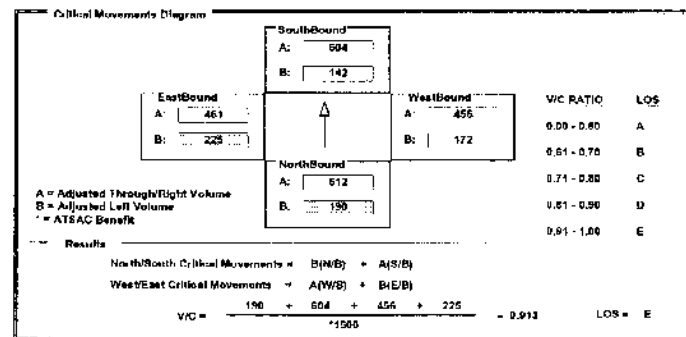 Critical Movements Diagram
SouthBound
A: 604
B: 142
EastBound
A: 461
B: 225
WestBound
A: 456
B: 172
NorthBound
A: 612
B: 190
V/C RATIO LOS
0.00 - 0.60 A
0.61 - 0.70 B
0.71 - 0.80 C
0.81 - 0.90 D
0.91 - 1.00 E
A = Adjusted Through/Right Volume
B = Adjusted Left Volume
* = ATSAC Benefit
Results
North/South Critical Movements = B(N/B) + A(S/B)
West/East Critical Movements = A(W/B) + B(E/B)
V/C = 190 + 604 + 456 + 225 = 0.913 LOS = E
*1500